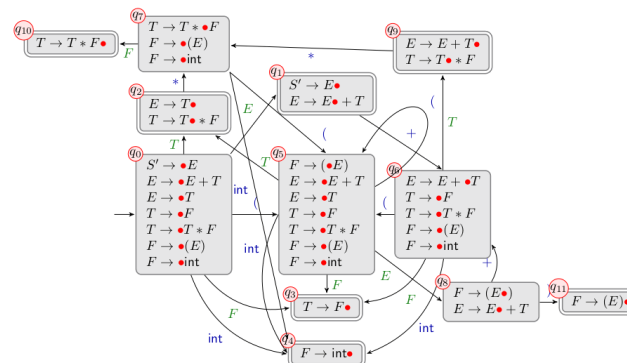 q10
T → T * F●
F
q7
T → T * ●F
F → ●(E)
F → ●int
*
q9
E → E + T●
T → T● * F
q1
S′ → E●
E → E● + T
*
q2
E → T●
T → T● * F
E
(
+
(
T
T
T
q0
S′ → ●E
E → ●E + T
E → ●T
T → ●F
T → ●T * F
F → ●(E)
F → ●int
int
(
q5
F → (●E)
E → ●E + T
E → ●T
T → ●F
T → ●T * F
F → ●(E)
F → ●int
(
q6
E → E + ●T
T → ●F
T → ●T * F
F → ●(E)
F → ●int
int
F
E
+
q3
T → F●
F
F
q8
F → (E●)
E → E● + T
)
q11
F → (E)●
int
int
q4
F → int●